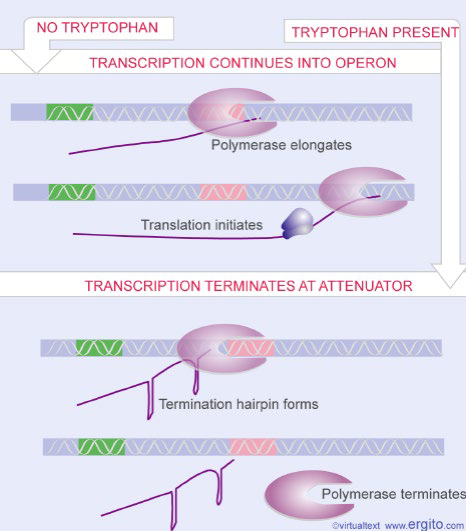 NO TRYPTOPHAN
TRYPTOPHAN PRESENT
TRANSCRIPTION CONTINUES INTO OPERON
Polymerase elongates
Translation initiates
TRANSCRIPTION TERMINATES AT ATTENUATOR
Termination hairpin forms
Polymerase terminates
©virtualtext www.ergito.com